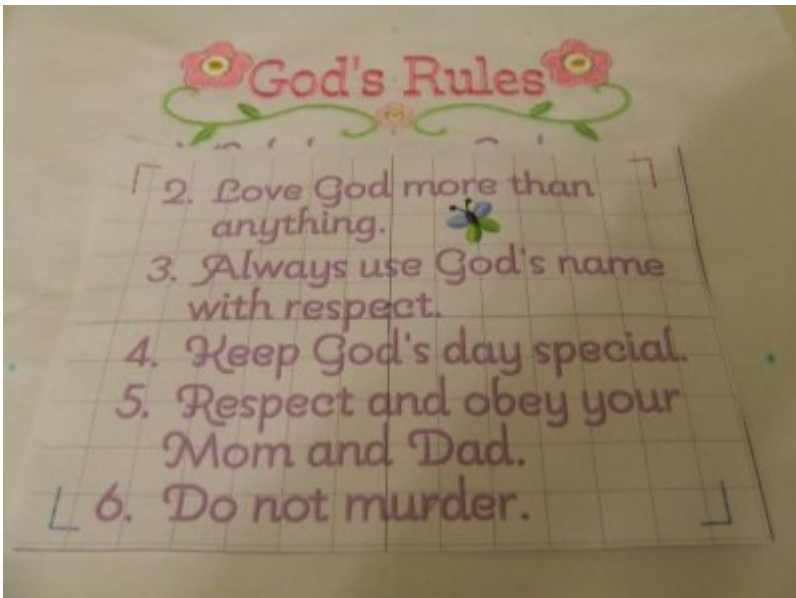 God's Rules
2. Love God more than
anything.
3. Always use God's name
with respect.
4. Keep God's day special.
5. Respect and obey your
Mom and Dad.
6. Do not murder.